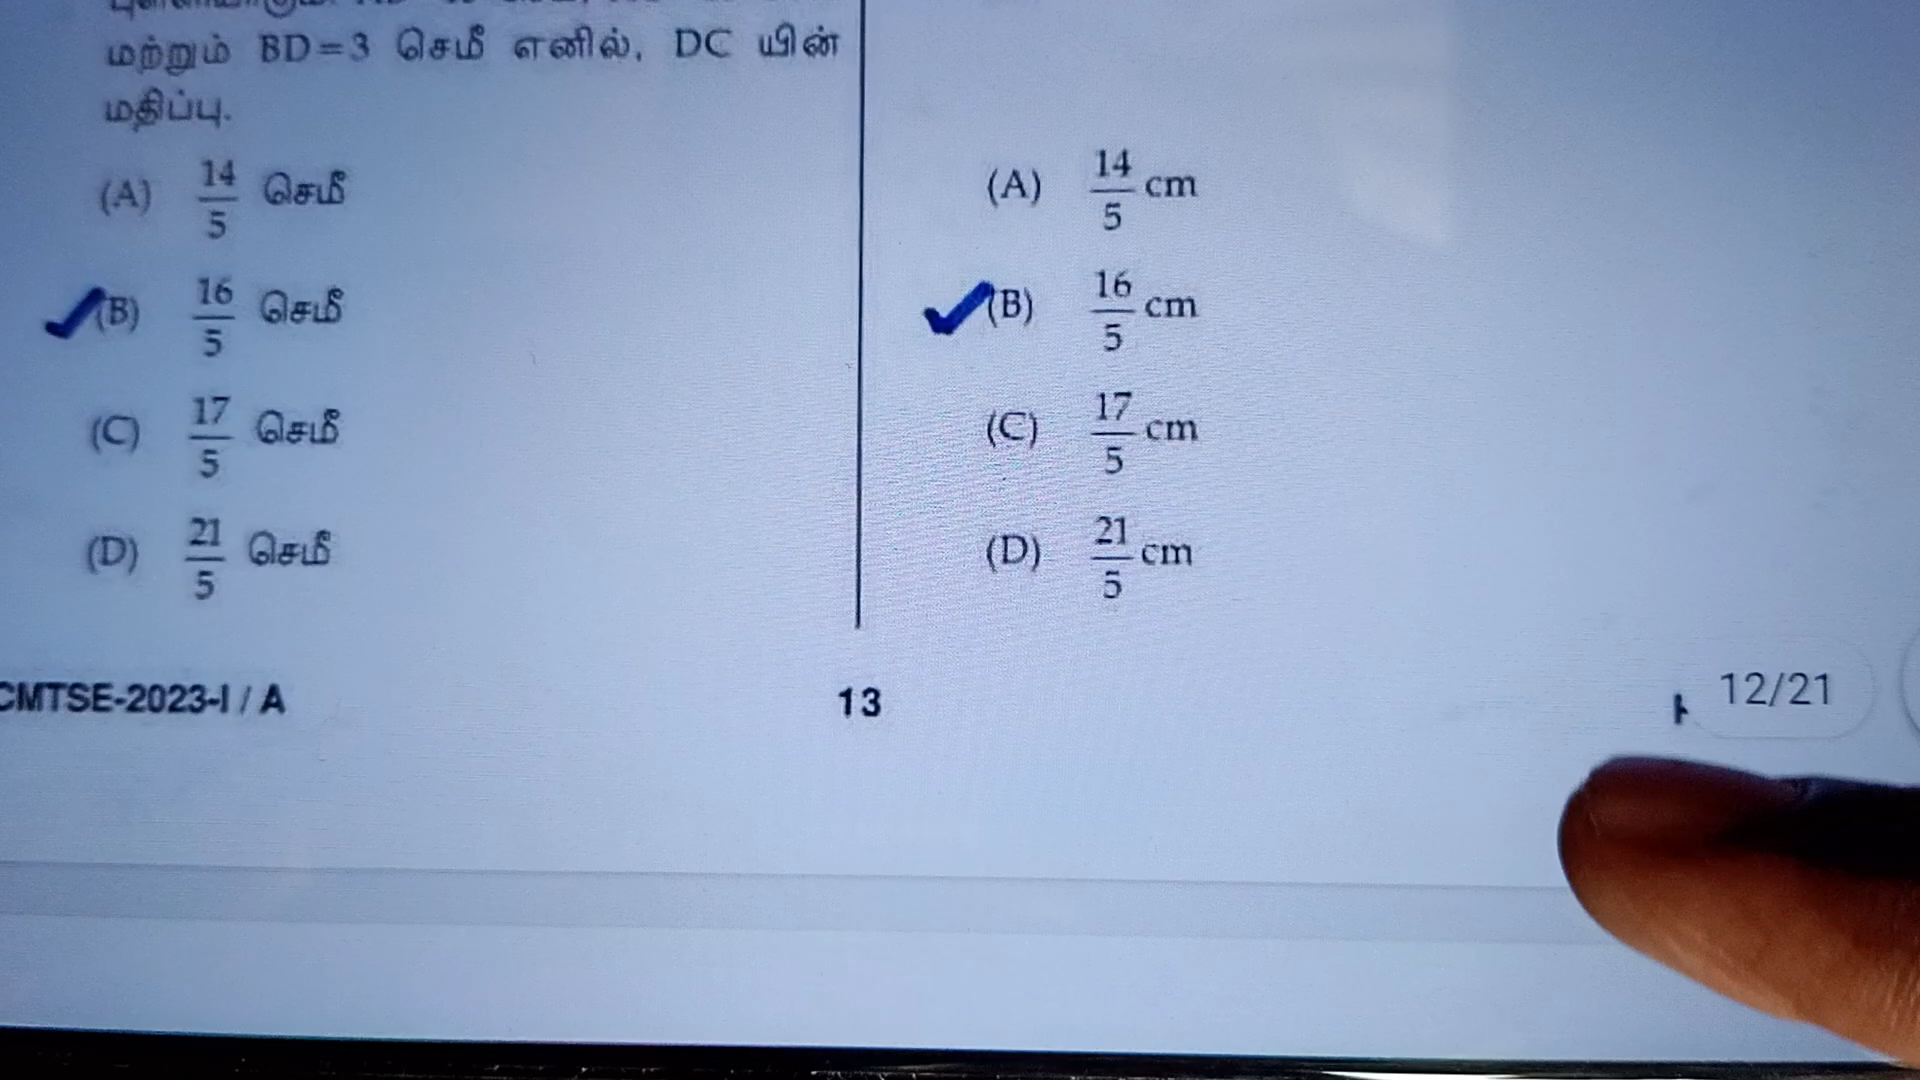 மற்றும் BD=3 செமீ எனில், DC யின்
மதிப்பு.
(A) 14/5 செமீ
(B) 16/5 செமீ
(C) 17/5 செமீ
(D) 21/5 செமீ
(A) 14/5 cm
(B) 16/5 cm
(C) 17/5 cm
(D) 21/5 cm
CMTSE-2023-I / A
13
12/21